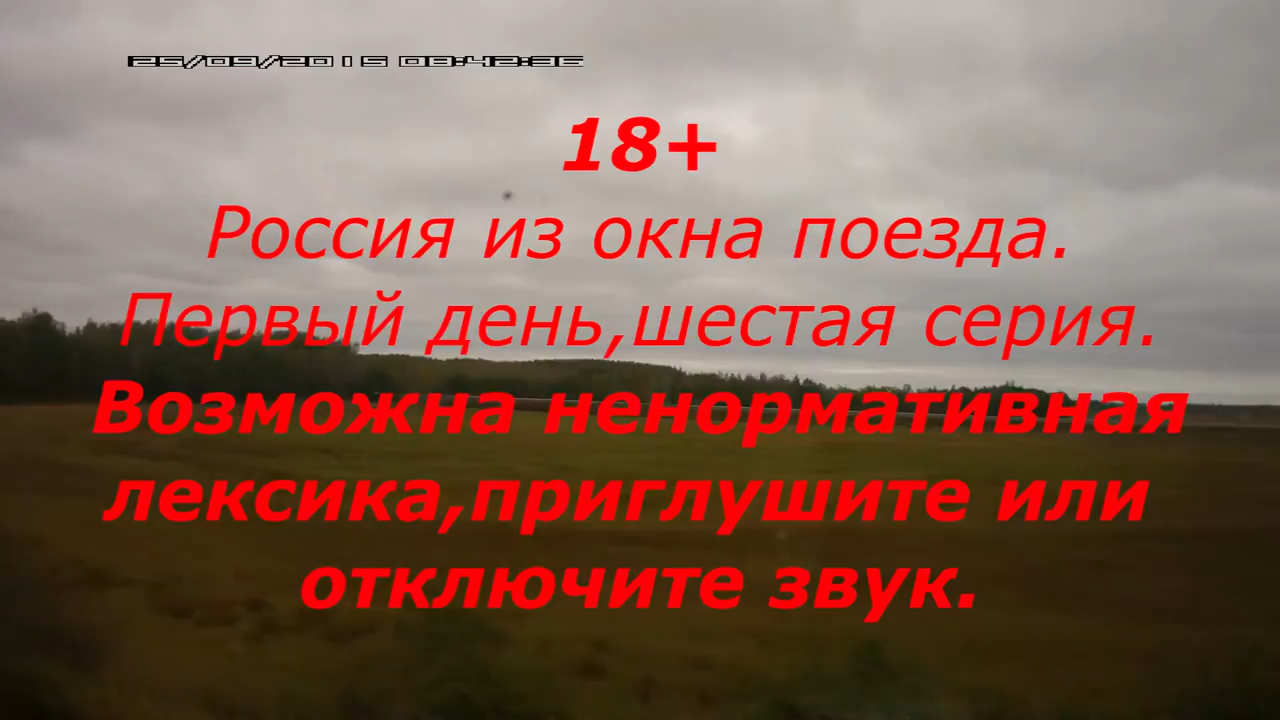 25/09/2015 08:42:36
18+
Россия из окна поезда.
Первый день,шестая серия.
Возможна ненормативная
лексика,приглушите или
отключите звук.